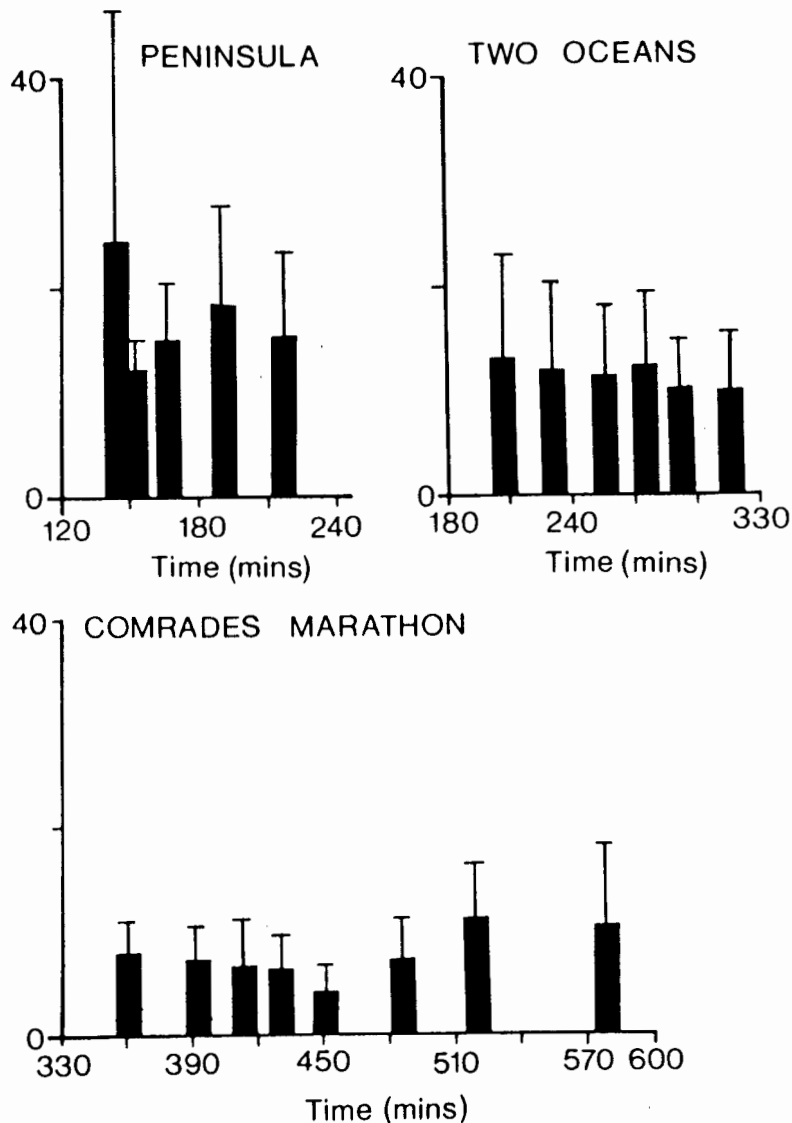 PENINSULA
40
0
120 180 240
Time (mins)
TWO OCEANS
40
0
180 240 330
Time (mins)
COMRADES MARATHON
40
0
330 390 450 510 570 600
Time (mins)